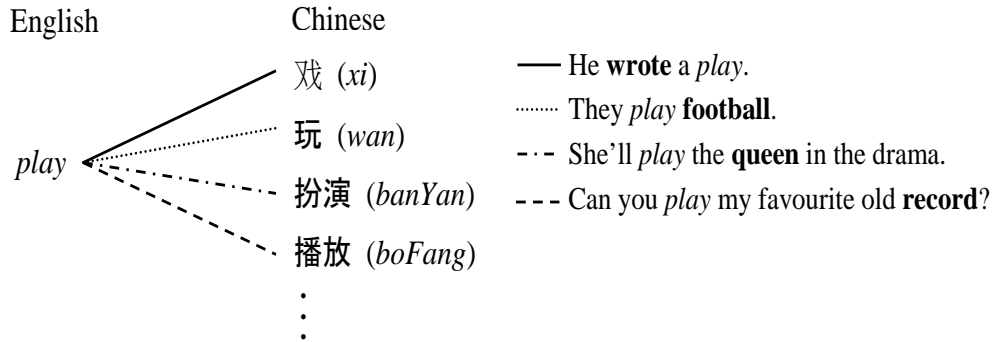 English
Chinese
play
戏 (xi)
玩 (wan)
扮演 (banYan)
播放 (boFang)
He wrote a play.
They play football.
She'll play the queen in the drama.
Can you play my favourite old record?